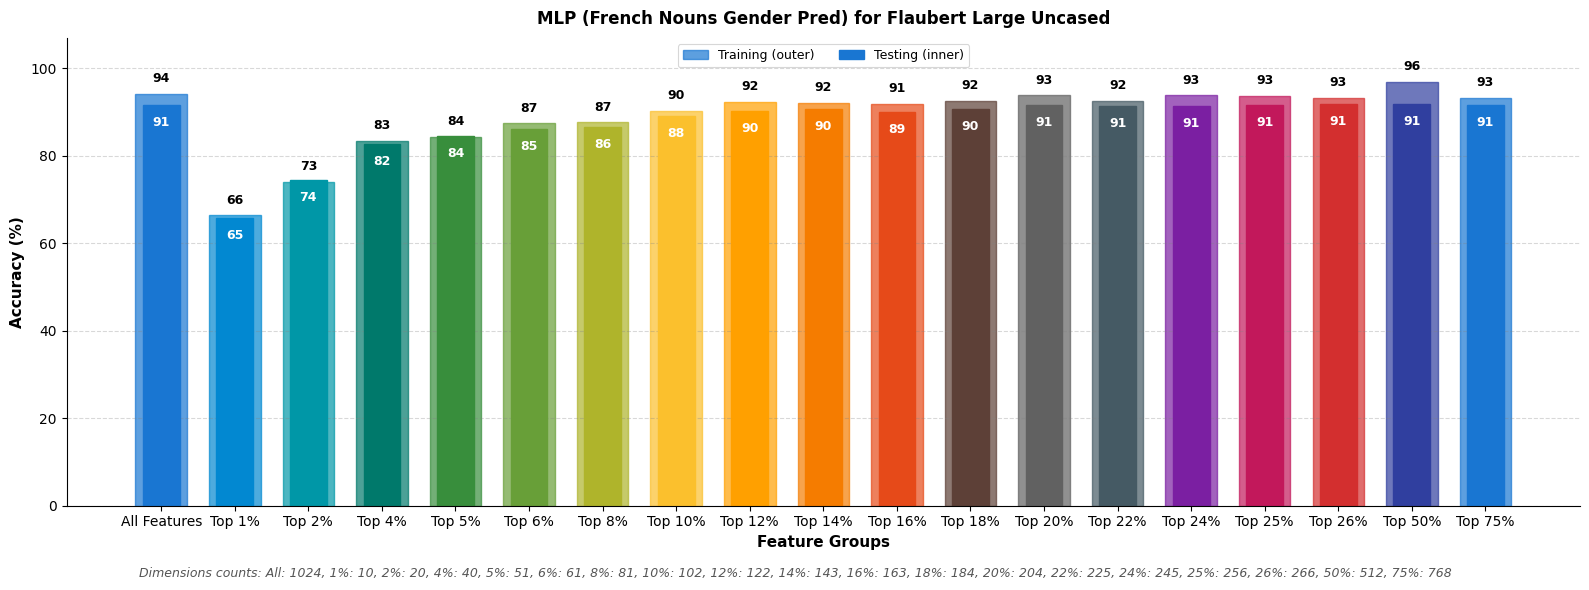 MLP (French Nouns Gender Pred) for Flaubert Large Uncased
Training (outer) Testing (inner)
Accuracy (%)
100
80
60
40
20
0
94 66 73 83 84 87 87 90 92 92 91 92 93 92 93 93 93 96 93
91 65 74 82 84 85 86 88 90 90 89 90 91 91 91 91 91 91 91
All Features Top 1% Top 2% Top 4% Top 5% Top 6% Top 8% Top 10% Top 12% Top 14% Top 16% Top 18% Top 20% Top 22% Top 24% Top 25% Top 26% Top 50% Top 75%
Feature Groups
Dimensions counts: All: 1024, 1%: 10, 2%: 20, 4%: 40, 5%: 51, 6%: 61, 8%: 81, 10%: 102, 12%: 122, 14%: 143, 16%: 163, 18%: 184, 20%: 204, 22%: 225, 24%: 245, 25%: 256, 26%: 266, 50%: 512, 75%: 768